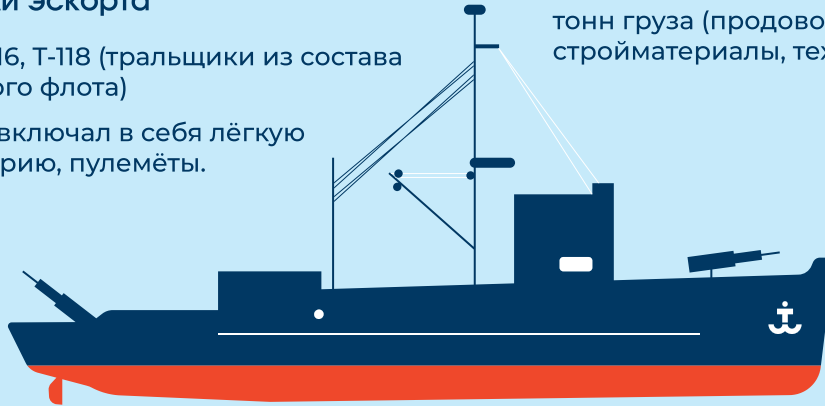 и эскорта
16, Т-118 (тральщики из состава
ого флота)
включал в себя лёгкую
рию, пулемёты.
тонн груза (продово
стройматериалы, тех